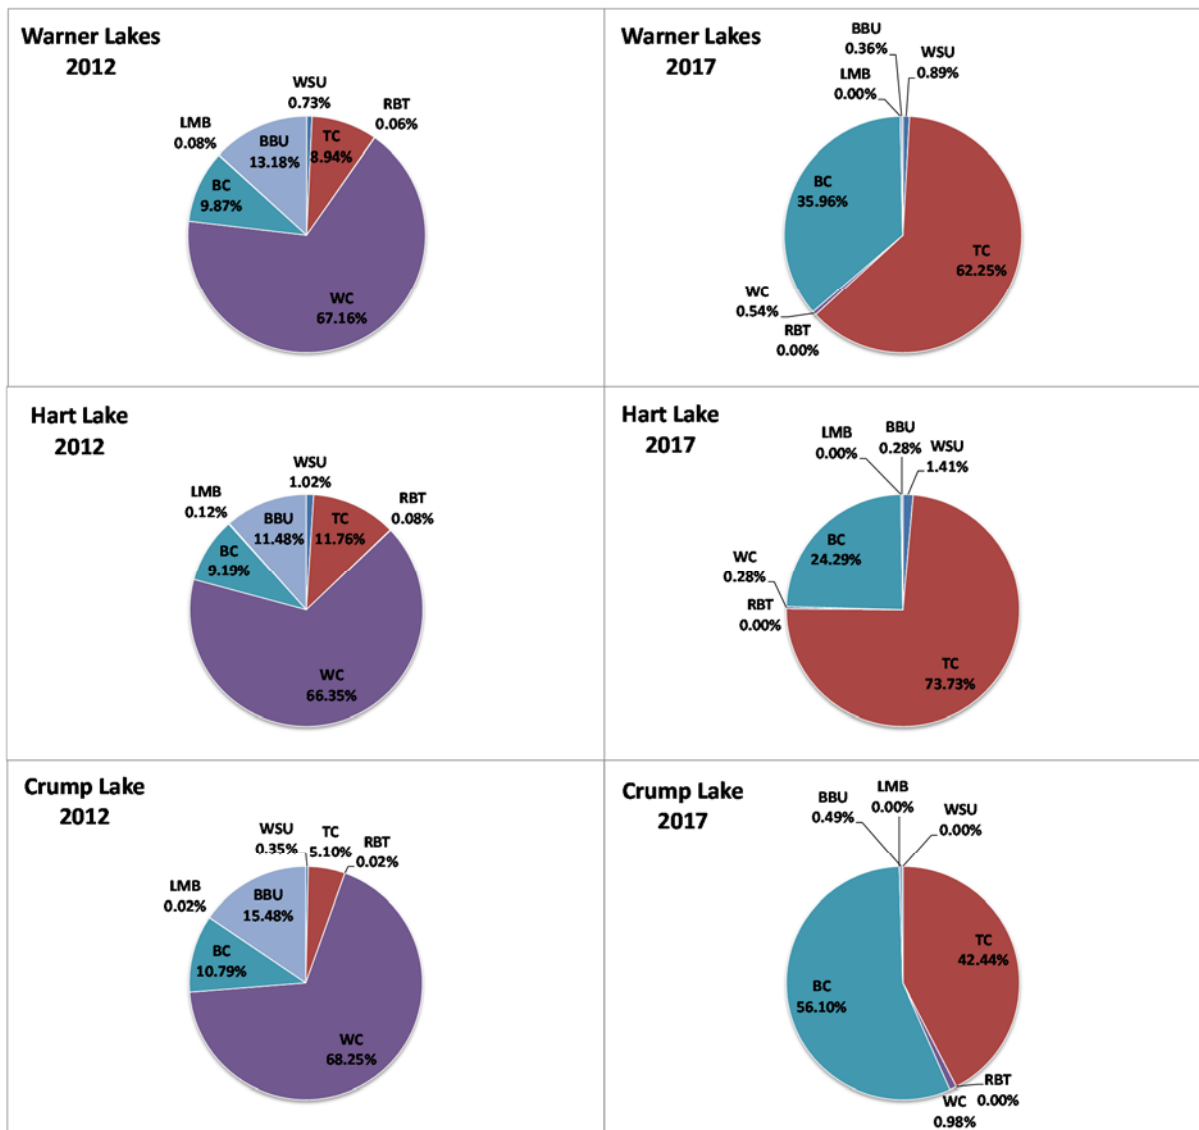 Warner Lakes
2012
WSU
0.73%
RBT
0.06%
LMB
0.08%
BBU
13.18%
TC
8.94%
BC
9.87%
WC
67.16%
Warner Lakes
2017
BBU
0.36%
WSU
0.89%
LMB
0.00%
BC
35.96%
TC
62.25%
WC
0.54%
RBT
0.00%
Hart Lake
2012
WSU
1.02%
LMB
0.12%
RBT
0.08%
BBU
11.48%
TC
11.76%
BC
9.19%
WC
66.35%
Hart Lake
2017
LMB
0.00%
BBU
0.28%
WSU
1.41%
BC
24.29%
WC
0.28%
RBT
0.00%
TC
73.73%
Crump Lake
2012
WSU
0.35%
TC
5.10%
RBT
0.02%
LMB
0.02%
BBU
15.48%
BC
10.79%
WC
68.25%
Crump Lake
2017
BBU
0.49%
LMB
0.00%
WSU
0.00%
TC
42.44%
BC
56.10%
RBT
0.00%
WC
0.98%